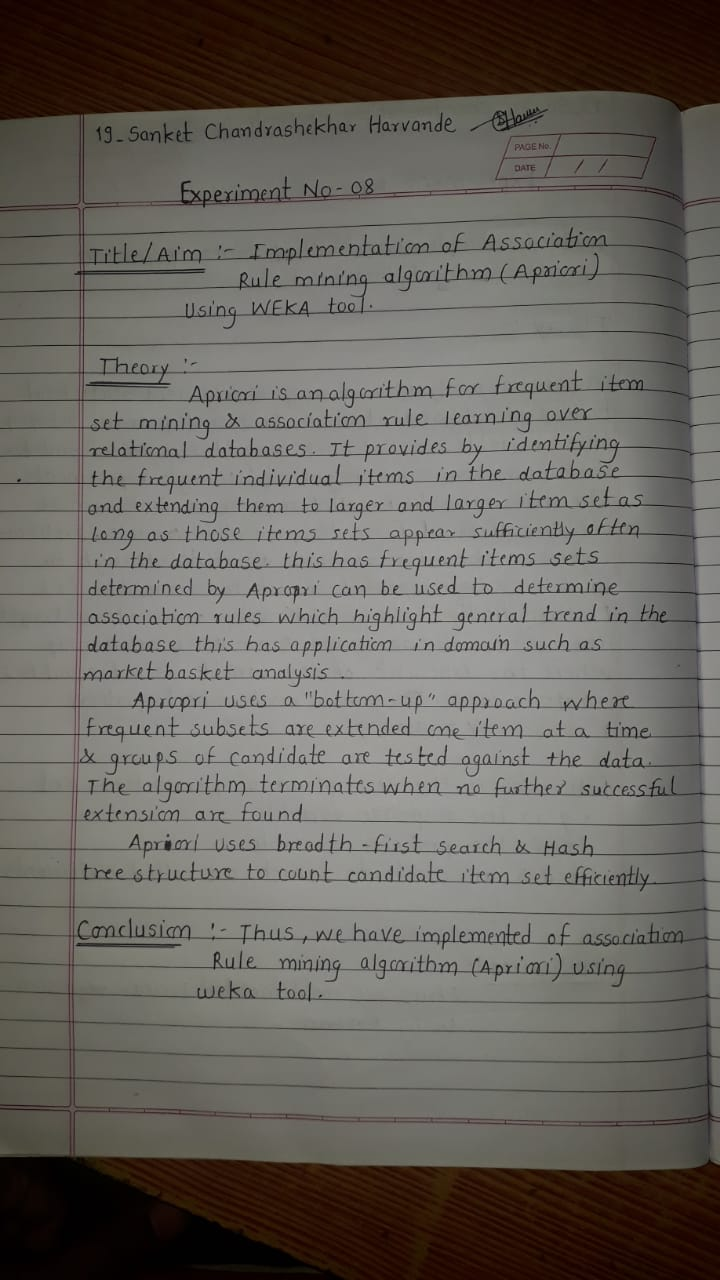 19- Sanket Chandrashekhar Harvande
PAGE No.
DATE / /
Experiment No-08
Title/Aim :- Implementation of Association
Rule mining algorithm (Apriori)
Using WEKA tool.
Theory :-
Apriori is an algorithm for frequent item
set mining & association rule learning over
relational databases. It provides by identifying
the frequent individual items in the database
and extending them to larger and larger item set as
long as those items sets appear sufficiently often
in the database. this has frequent items sets
determined by Apropri can be used to determine
association rules which highlight general trend in the
database this has application in domain such as
market basket analysis.
Apropri uses a "bottom-up" approach where
frequent subsets are extended one item at a time
& groups of candidate are tested against the data.
The algorithm terminates when no further successful
extension are found
Apriori uses breadth-first search & Hash
tree structure to count candidate item set efficiently.
Conclusion :- Thus, we have implemented of association
Rule mining algorithm (Apriori) using
weka tool.